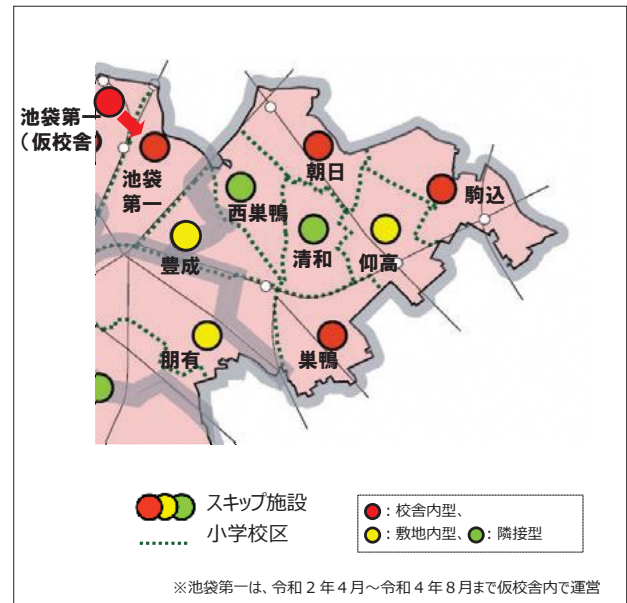 池袋第一
（仮校舎
池袋
第一
朝日
駒込
西巣鴨
豊成
清和
仰高
朋有
巣鴨
スキップ施設
小学校区
：校舎内型、
：敷地内型、 ：隣接型
※池袋第一は、令和２年４月～令和４年８月まで仮校舎内で運営